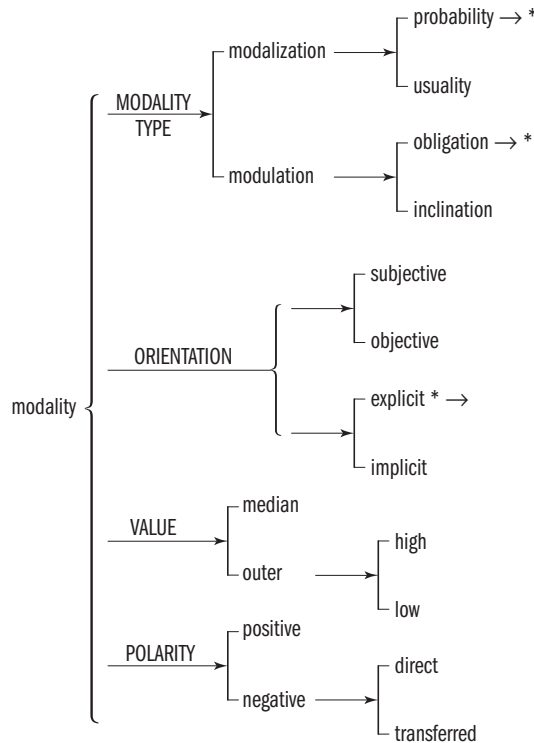 probability → *
modalization
usuality
MODALITY
TYPE
obligation → *
modulation
inclination
subjective
objective
ORIENTATION
modality
explicit * →
implicit
median
VALUE
high
outer
low
positive
POLARITY
direct
negative
transferred